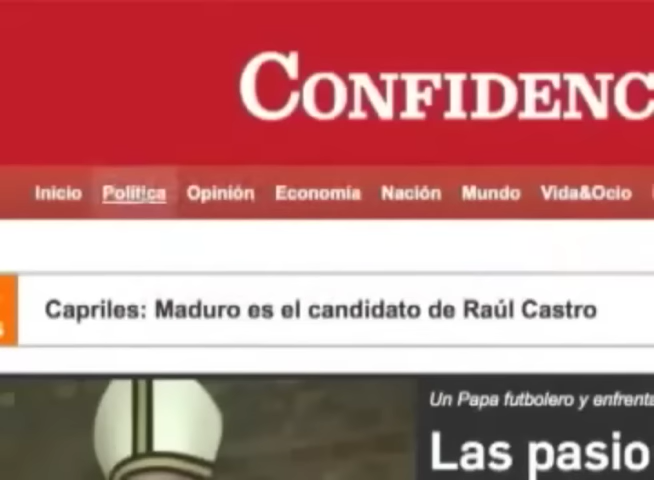 CONFIDENC
Inicio Política Opinión Economía Nación Mundo Vida&Ocio
Capriles: Maduro es el candidato de Raúl Castro
Un Papa futbolero y enfrenta
Las pasio